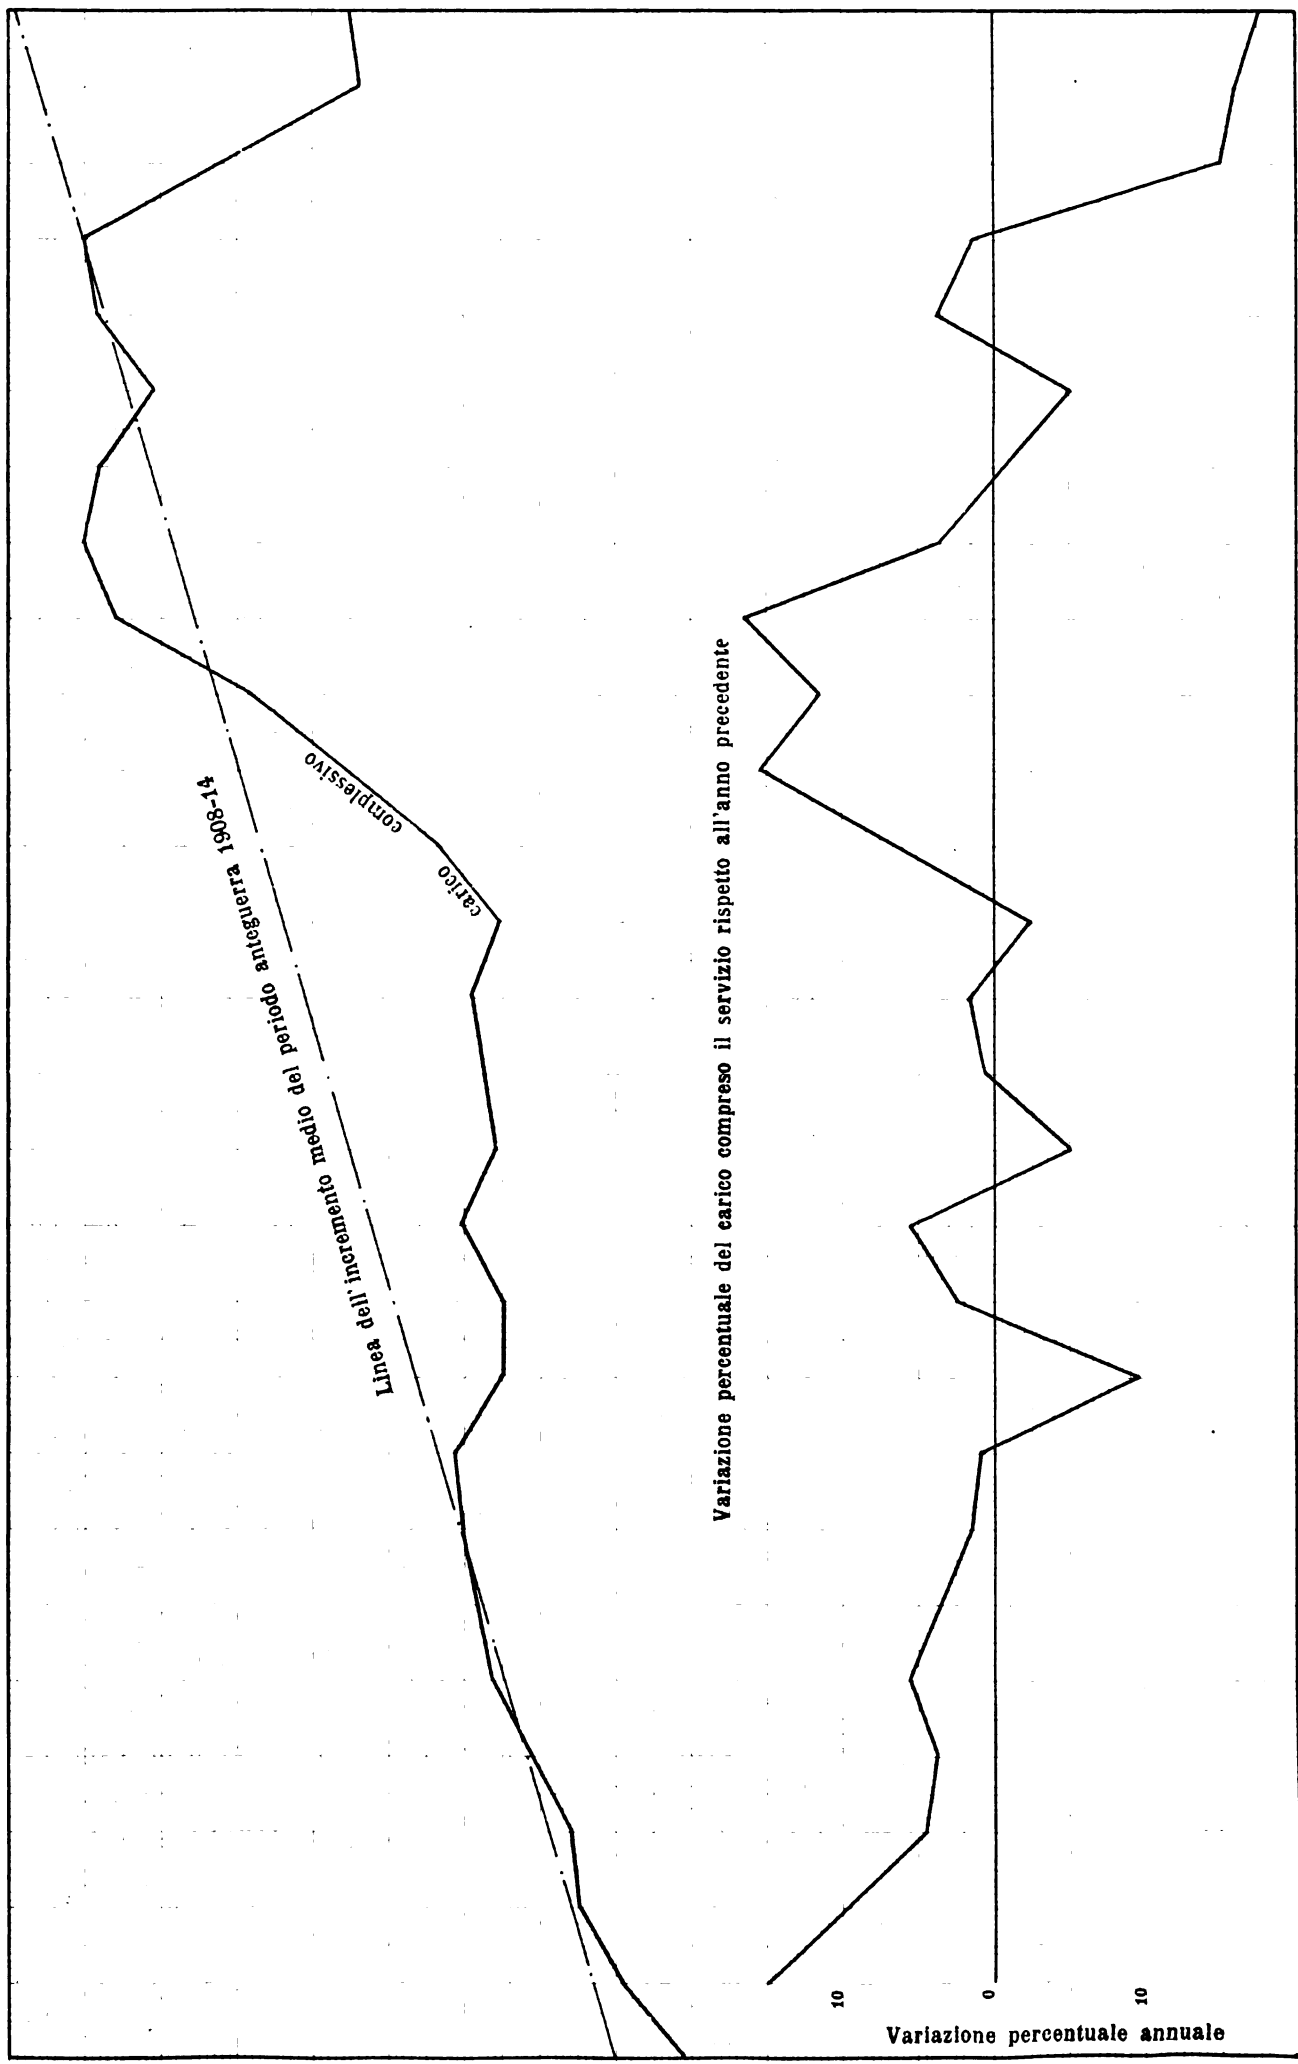 Linea dell'incremento medio del periodo anteguerra 1908-14
carico complessivo
Variazione percentuale del carico compreso il servizio rispetto all'anno precedente
10
0
10
Variazione percentuale annuale